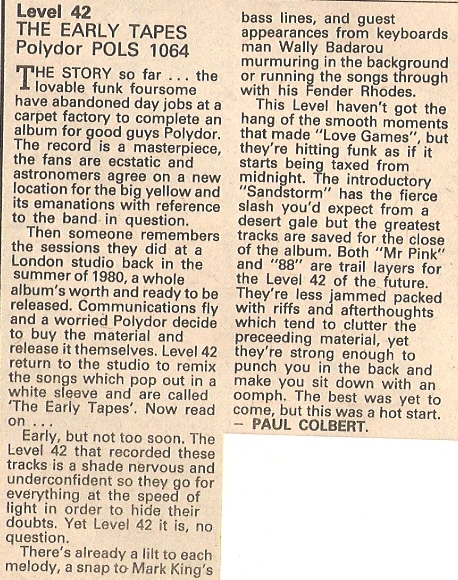 Level 42
THE EARLY TAPES
Polydor POLS 1064
THE STORY so far ... the
lovable funk foursome
have abandoned day jobs at a
carpet factory to complete an
album for good guys Polydor.
The record is a masterpiece,
the fans are ecstatic and
astronomers agree on a new
location for the big yellow and
its emanations with reference
to the band in question.
Then someone remembers
the sessions they did at a
London studio back in the
summer of 1980, a whole
album's worth and ready to be
released. Communications fly
and a worried Polydor decide
to buy the material and
release it themselves. Level 42
return to the studio to remix
the songs which pop out in a
white sleeve and are called
'The Early Tapes'. Now read
on ...
Early, but not too soon. The
Level 42 that recorded these
tracks is a shade nervous and
underconfident so they go for
everything at the speed of
light in order to hide their
doubts. Yet Level 42 it is, no
question.
There's already a lilt to each
melody, a snap to Mark King's
bass lines, and guest
appearances from keyboards
man Wally Badarou
murmuring in the background
or running the songs through
with his Fender Rhodes.
This Level haven't got the
hang of the smooth moments
that made "Love Games", but
they're hitting funk as if it
starts being taxed from
midnight. The introductory
"Sandstorm" has the fierce
slash you'd expect from a
desert gale but the greatest
tracks are saved for the close
of the album. Both "Mr Pink"
and "88" are trail layers for
the Level 42 of the future.
They're less jammed packed
with riffs and afterthoughts
which tend to clutter the
preceeding material, yet
they're strong enough to
punch you in the back and
make you sit down with an
oomph. The best was yet to
come, but this was a hot start.
— PAUL COLBERT.